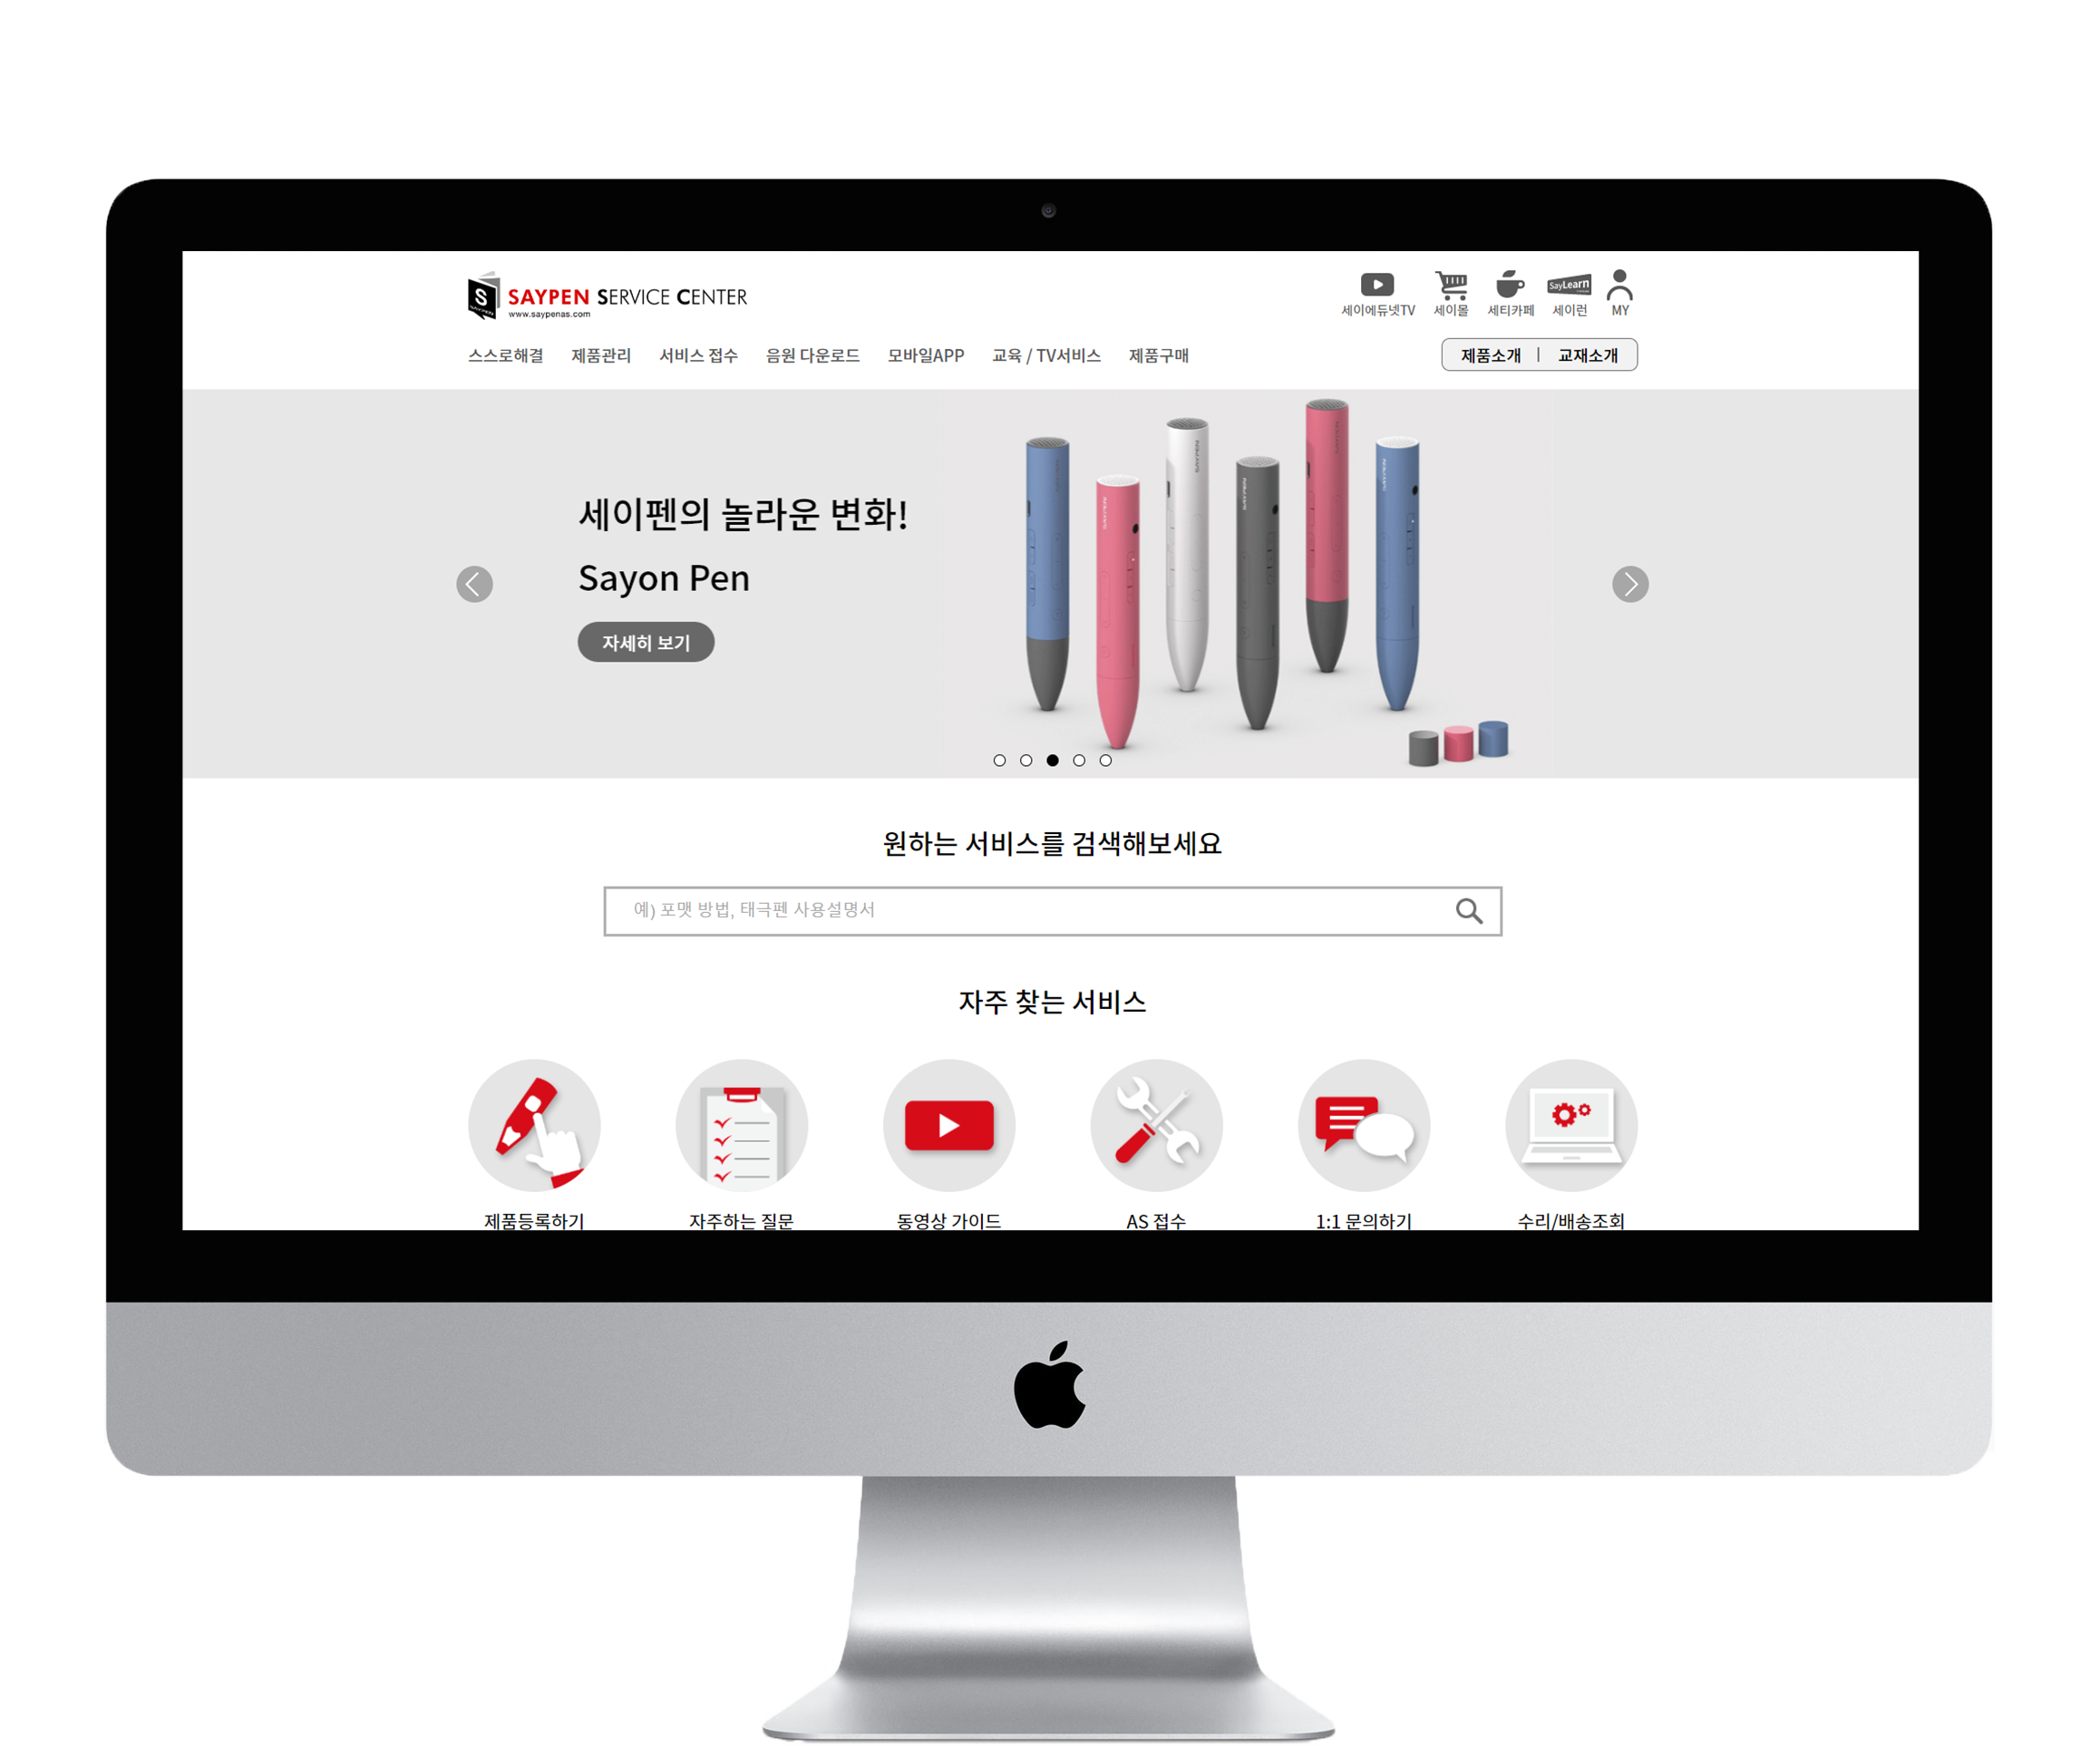 SAYPEN SERVICE CENTER
www.saypenas.com
세이에듀넷TV
세이몰
세티카페
SayLearn
세이런
MY
스스로해결 제품관리 서비스 접수 음원 다운로드 모바일APP 교육 / TV서비스 제품구매
제품소개 | 교재소개
세이펜의 놀라운 변화!
Sayon Pen
자세히 보기
원하는 서비스를 검색해보세요
예) 포맷 방법, 태극펜 사용설명서
자주 찾는 서비스
제품등록하기 자주하는 질문 동영상 가이드 AS 접수 1:1 문의하기 수리/배송조회